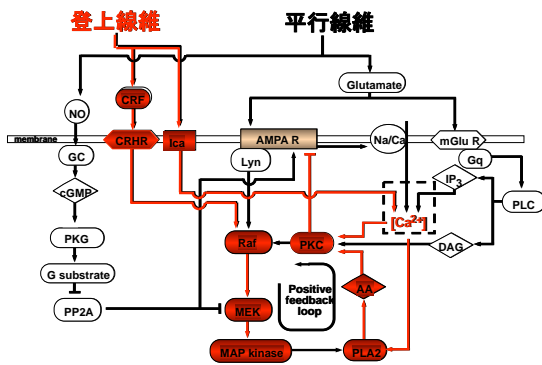 登上線維
平行線維
Glutamate
CRF
NO
membrane
CRHR
Ica
AMPA R
Na/Ca
mGlu R
GC
Lyn
Gq
cGMP
IP3
PLC
[Ca2+]
PKG
Raf
PKC
DAG
G substrate
AA
Positive
feedback
loop
PP2A
MEK
MAP kinase
PLA2